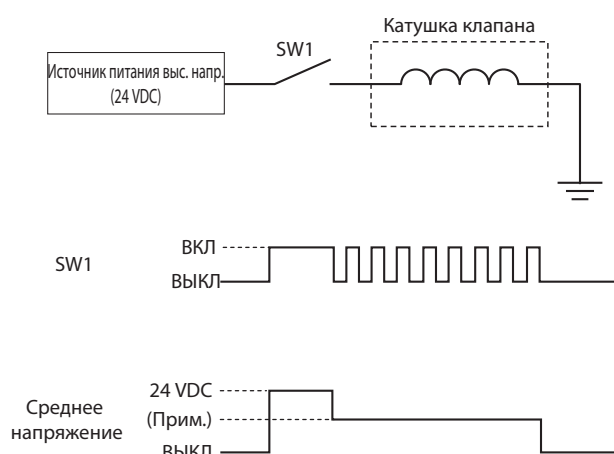 Катушка клапана
SW1
Источник питания выс. напр.
(24 VDC)
SW1
ВКЛ
ВЫКЛ
Среднее
напряжение
24 VDC
(Прим.)
ВЫКЛ